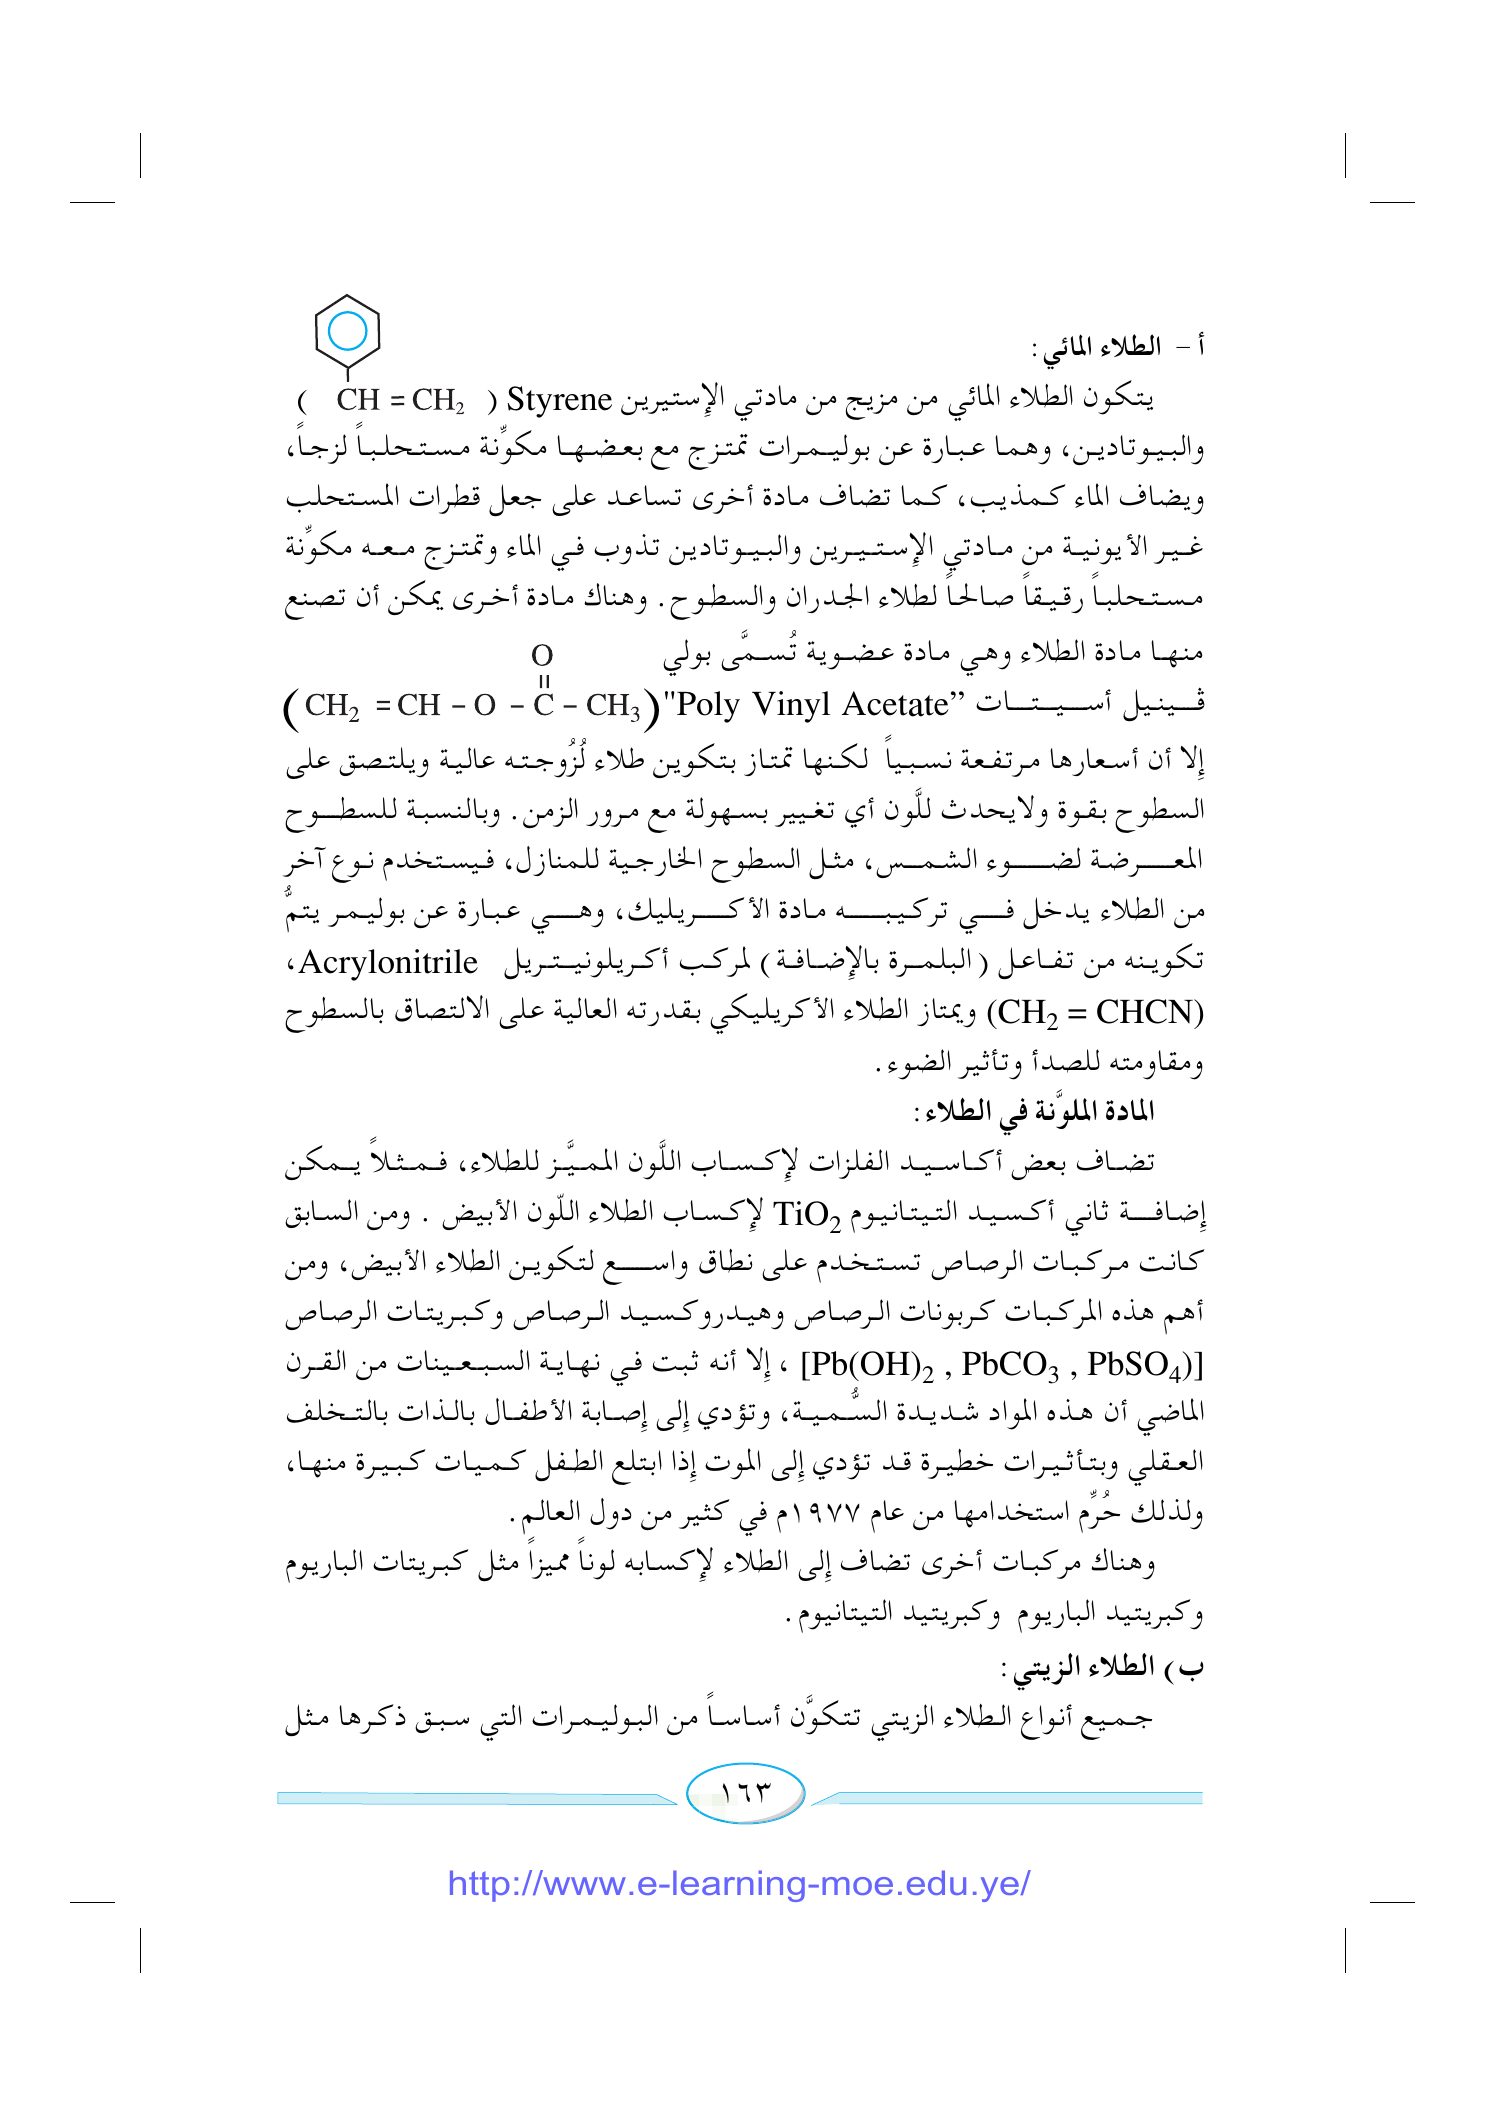 أ – الطلاء المائي :
يتكون الطلاء المائي من مزيج من مادتي الإستيرين Styrene ( CH = CH2 )
والبيوتادين، وهما عبارة عن بوليمرات تمتزج مع بعضها مكوِّنة مستحلباً لزجاً،
ويضاف الماء كمذيب، كما تضاف مادة أخرى تساعد على جعل قطرات المستحلب
غير الأيونية من مادتي الإستيرين والبيوتادين تذوب في الماء وتمتزج معه مكوِّنة
مستحلباً رقيقاً صالحاً لطلاء الجدران والسطوح. وهناك مادة أخرى يمكن أن تصنع
منها مادة الطلاء وهي مادة عضوية تُسمَّى بولي
O
ڤينيل أسيتات "Poly Vinyl Acetate” (CH2 = CH – O – C – CH3)
إلا أن أسعارها مرتفعة نسبياً لكنها تمتاز بتكوين طلاء لُزُوجته عالية ويلتصق على
السطوح بقوة ولايحدث للَّون أي تغيير بسهولة مع مرور الزمن. وبالنسبة للسطوح
المعرضة لضوء الشمس، مثل السطوح الخارجية للمنازل، فيستخدم نوع آخر
من الطلاء يدخل في تركيبه مادة الأكريليك، وهي عبارة عن بوليمر يتمُّ
تكوينه من تفاعل (البلمرة بالإضافة) لمركب أكريلونيتريل Acrylonitrile،
(CH2 = CHCN) ويمتاز الطلاء الأكريليكي بقدرته العالية على الالتصاق بالسطوح
ومقاومته للصدأ وتأثير الضوء.
المادة الملوَّنة في الطلاء :
تضاف بعض أكاسيد الفلزات لإكساب اللَّون المميَّز للطلاء، فمثلاً يمكن
إضافة ثاني أكسيد التيتانيوم TiO2 لإكساب الطلاء اللّون الأبيض . ومن السابق
كانت مركبات الرصاص تستخدم على نطاق واسع لتكوين الطلاء الأبيض، ومن
أهم هذه المركبات كربونات الرصاص وهيدروكسيد الرصاص وكبريتات الرصاص
[Pb(OH)2 , PbCO3 , PbSO4)] ، إلا أنه ثبت في نهاية السبعينات من القرن
الماضي أن هذه المواد شديدة السُّمية، وتؤدي إلى إصابة الأطفال بالذات بالتخلف
العقلي وبتأثيرات خطيرة قد تؤدي إلى الموت إذا ابتلع الطفل كميات كبيرة منها،
ولذلك حُرِّم استخدامها من عام ١٩٧٧م في كثير من دول العالم.
وهناك مركبات أخرى تضاف إلى الطلاء لإكسابه لوناً مميزاً مثل كبريتات الباريوم
وكبريتيد الباريوم وكبريتيد التيتانيوم.
ب) الطلاء الزيتي :
جميع أنواع الطلاء الزيتي تتكوَّن أساساً من البوليمرات التي سبق ذكرها مثل
١٦٣
http://www.e-learning-moe.edu.ye/